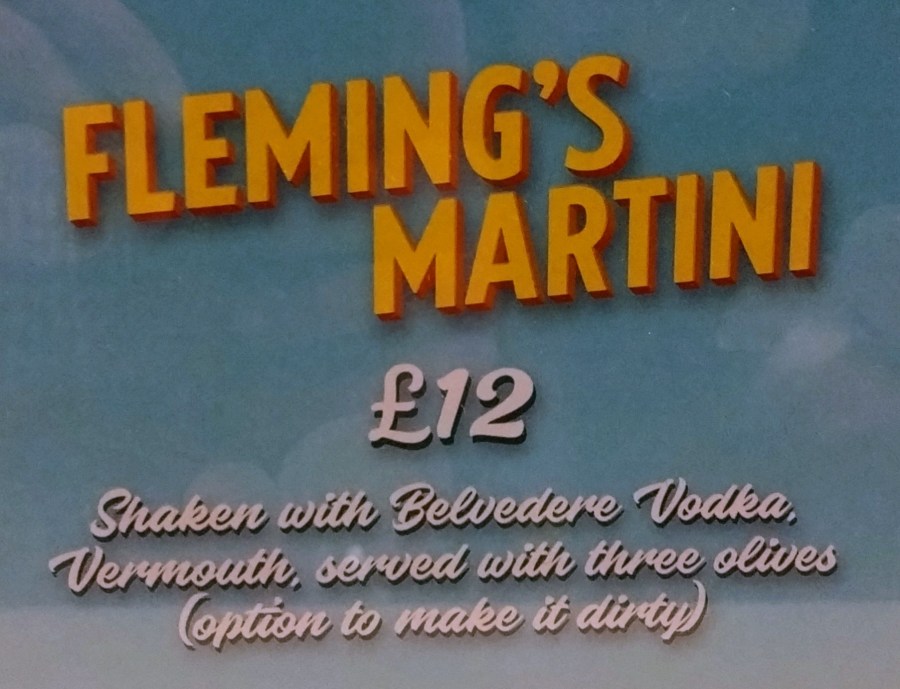 FLEMING'S
MARTINI
£12
Shaken with Belvedere Vodka,
Vermouth, served with three olives
(option to make it dirty)